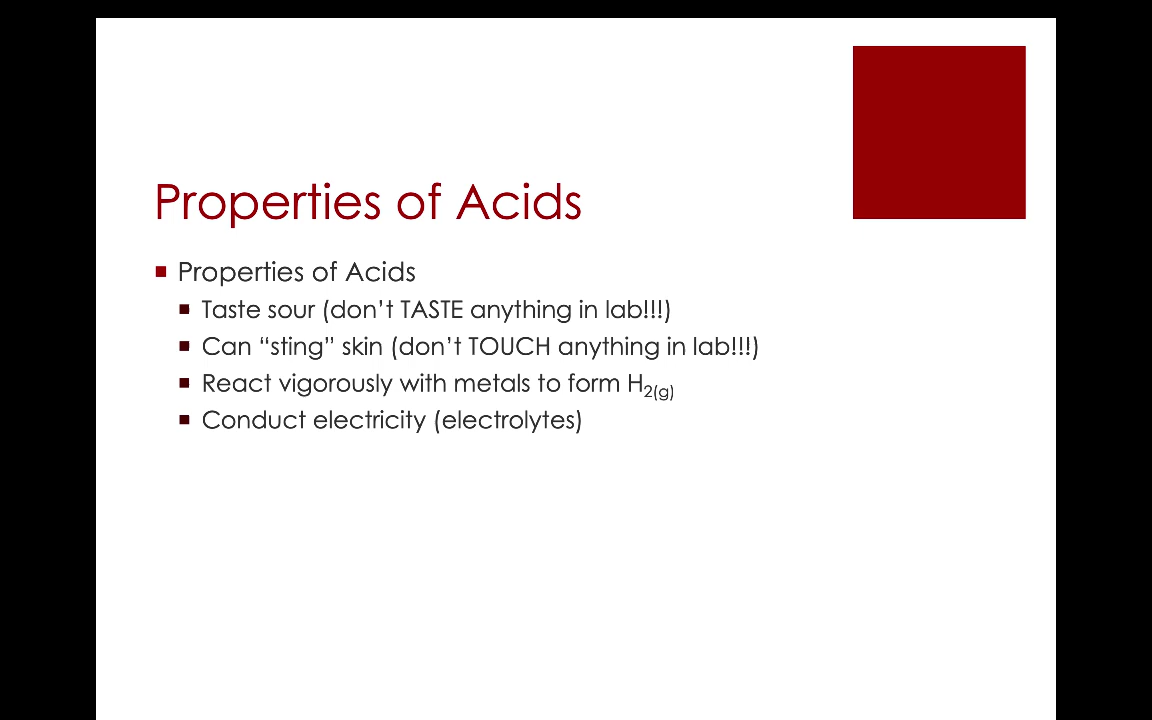 Properties of Acids
Properties of Acids
Taste sour (don’t TASTE anything in lab!!!)
Can “sting” skin (don’t TOUCH anything in lab!!!)
React vigorously with metals to form H2(g)
Conduct electricity (electrolytes)